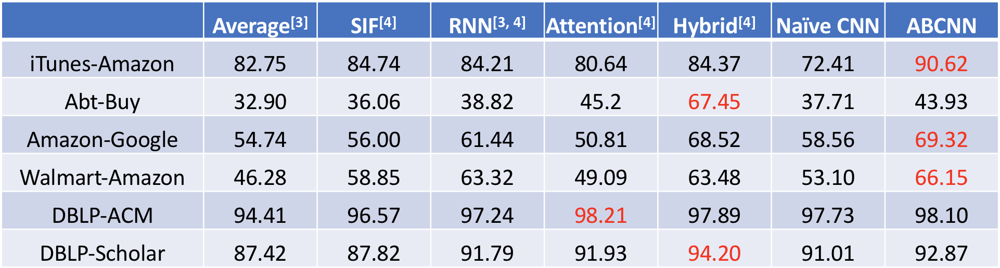 Average[3] SIF[4] RNN[3, 4] Attention[4] Hybrid[4] Naïve CNN ABCNN
iTunes-Amazon 82.75 84.74 84.21 80.64 84.37 72.41 90.62
Abt-Buy 32.90 36.06 38.82 45.2 67.45 37.71 43.93
Amazon-Google 54.74 56.00 61.44 50.81 68.52 58.56 69.32
Walmart-Amazon 46.28 58.85 63.32 49.09 63.48 53.10 66.15
DBLP-ACM 94.41 96.57 97.24 98.21 97.89 97.73 98.10
DBLP-Scholar 87.42 87.82 91.79 91.93 94.20 91.01 92.87